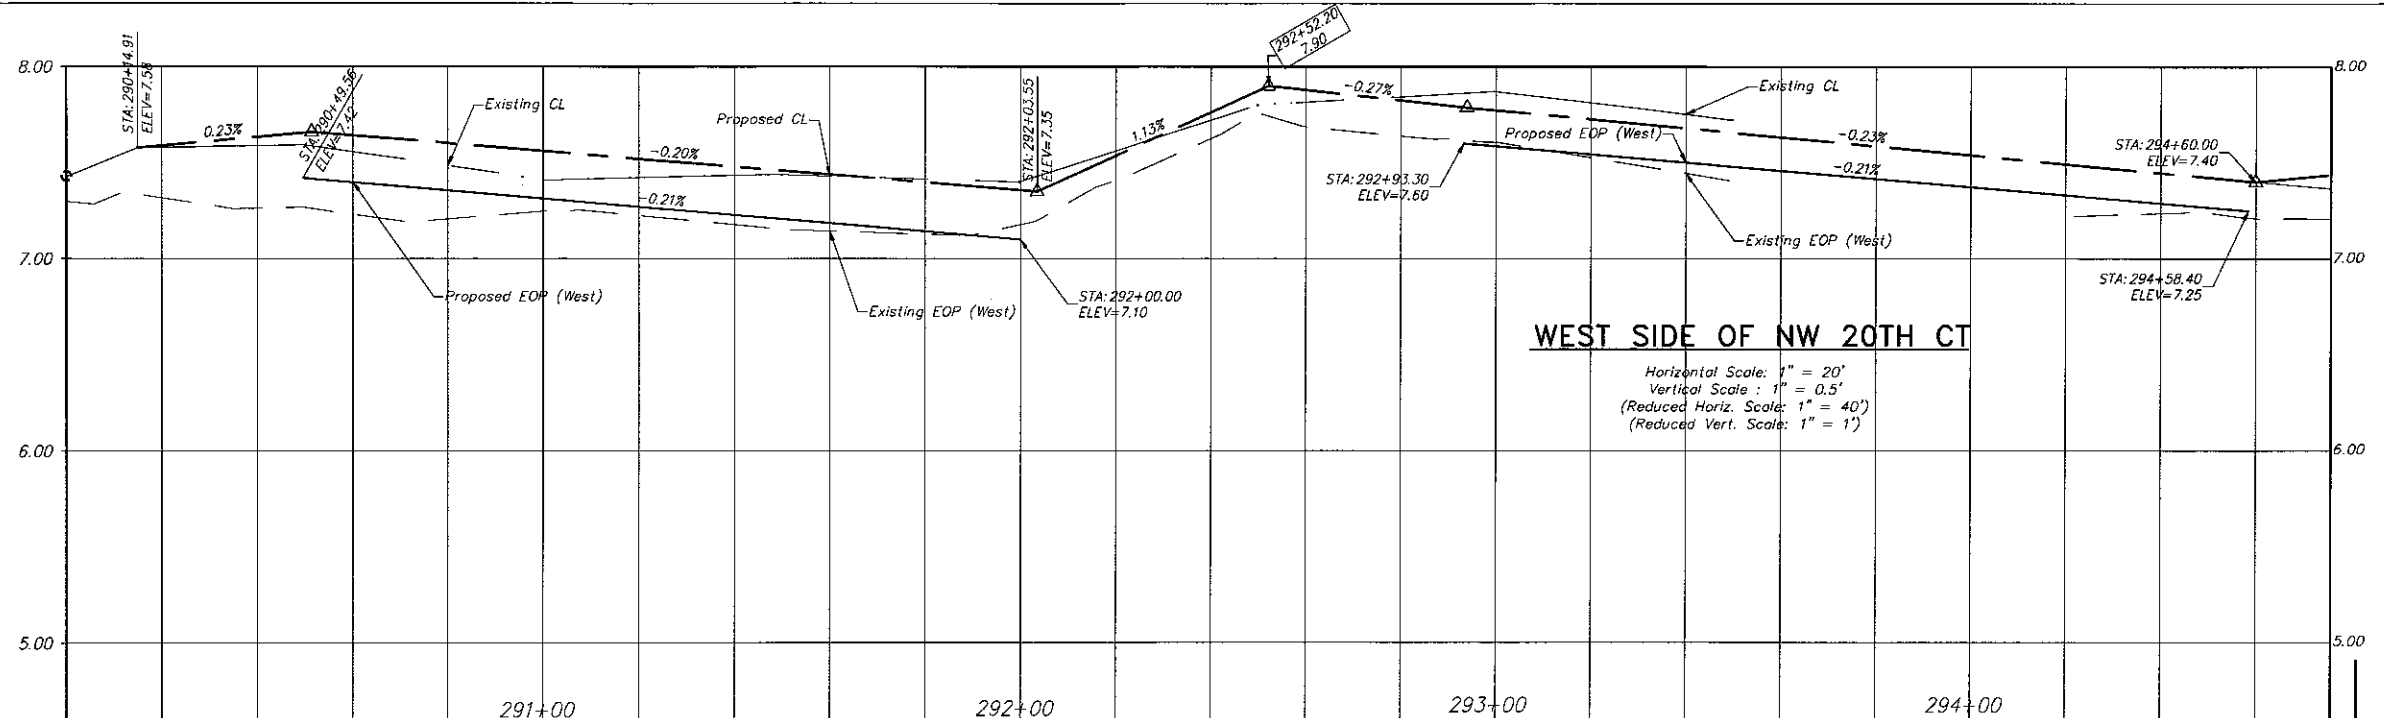 292+52.20
7.90
8.00
8.00
STA: 290+14.91
ELEV=7.58
0.23%
STA: 290+49.56
ELEV=7.42
Existing CL
Proposed CL
-0.20%
-0.21%
STA: 292+03.55
ELEV=7.35
1.13%
-0.27%
Existing CL
Proposed EOP (West)
-0.23%
-0.21%
STA: 294+60.00
ELEV=7.40
STA: 292+93.30
ELEV=7.60
Existing EOP (West)
7.00
7.00
Proposed EOP (West)
Existing EOP (West)
STA: 292+00.00
ELEV=7.10
STA: 294+58.40
ELEV=7.25
WEST SIDE OF NW 20TH CT
Horizontal Scale: 1" = 20'
Vertical Scale : 1" = 0.5'
(Reduced Horiz. Scale: 1" = 40')
(Reduced Vert. Scale: 1" = 1')
6.00
6.00
5.00
5.00
291+00
292+00
293+00
294+00